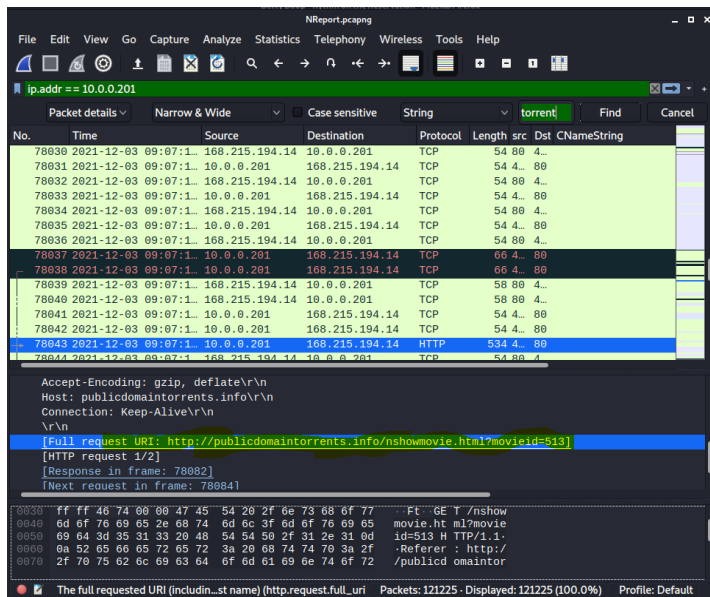 NReport.pcapng
File Edit View Go Capture Analyze Statistics Telephony Wireless Tools Help
ip.addr == 10.0.0.201
Packet details Narrow & Wide Case sensitive String torrent Find Cancel
No. Time Source Destination Protocol Length src Dst CNameString
78030 2021-12-03 09:07:1… 168.215.194.14 10.0.0.201 TCP 54 80 4…
78031 2021-12-03 09:07:1… 10.0.0.201 168.215.194.14 TCP 54 4… 80
78032 2021-12-03 09:07:1… 168.215.194.14 10.0.0.201 TCP 54 80 4…
78033 2021-12-03 09:07:1… 10.0.0.201 168.215.194.14 TCP 54 4… 80
78034 2021-12-03 09:07:1… 168.215.194.14 10.0.0.201 TCP 54 80 4…
78035 2021-12-03 09:07:1… 10.0.0.201 168.215.194.14 TCP 54 4… 80
78036 2021-12-03 09:07:1… 168.215.194.14 10.0.0.201 TCP 54 80 4…
78037 2021-12-03 09:07:1… 10.0.0.201 168.215.194.14 TCP 66 4… 80
78038 2021-12-03 09:07:1… 10.0.0.201 168.215.194.14 TCP 66 4… 80
78039 2021-12-03 09:07:1… 168.215.194.14 10.0.0.201 TCP 58 80 4…
78040 2021-12-03 09:07:1… 168.215.194.14 10.0.0.201 TCP 58 80 4…
78041 2021-12-03 09:07:1… 10.0.0.201 168.215.194.14 TCP 54 4… 80
78042 2021-12-03 09:07:1… 10.0.0.201 168.215.194.14 TCP 54 4… 80
78043 2021-12-03 09:07:1… 10.0.0.201 168.215.194.14 HTTP 534 4… 80
78044 2021-12-03 09:07:1… 168.215.194.14 10.0.0.201 TCP 54 80 4
Accept-Encoding: gzip, deflate\r\n
Host: publicdomaintorrents.info\r\n
Connection: Keep-Alive\r\n
\r\n
[Full request URI: http://publicdomaintorrents.info/nshowmovie.html?movieid=513]
[HTTP request 1/2]
[Response in frame: 78082]
[Next request in frame: 78084]
0030 ff ff 46 74 00 00 47 45 54 20 2f 6e 73 68 6f 77 ··Ft··GE T /nshow
0040 6d 6f 76 69 65 2e 68 74 6d 6c 3f 6d 6f 76 69 65 movie.ht ml?movie
0050 69 64 3d 35 31 33 20 48 54 54 50 2f 31 2e 31 0d id=513 H TTP/1.1·
0060 0a 52 65 66 65 72 65 72 3a 20 68 74 74 70 3a 2f ·Referer : http:/
0070 2f 70 75 62 6c 69 63 64 6f 6d 61 69 6e 74 6f 72 /publicd omaintor
The full requested URI (includin…st name) (http.request.full_uri Packets: 121225 · Displayed: 121225 (100.0%) Profile: Default